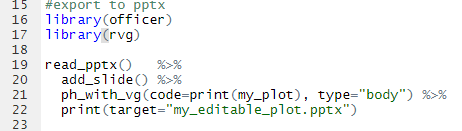 15 #export to pptx
16 library(officer)
17 library(rvg)
18
19 read_pptx()   %>%
20   add_slide() %>%
21   ph_with_vg(code=print(my_plot), type="body") %>%
22   print(target="my_editable_plot.pptx")
23